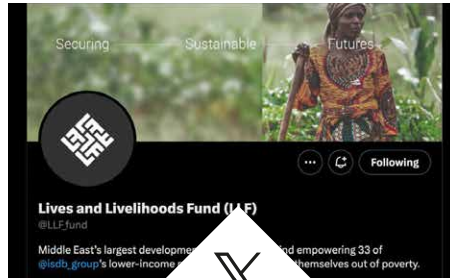 Securing Sustainable Futures
Following
Lives and Livelihoods Fund (LLF)
@LLF_fund
Middle East's largest developme nd empowering 33 of
@isdb_group's lower-income themselves out of poverty.